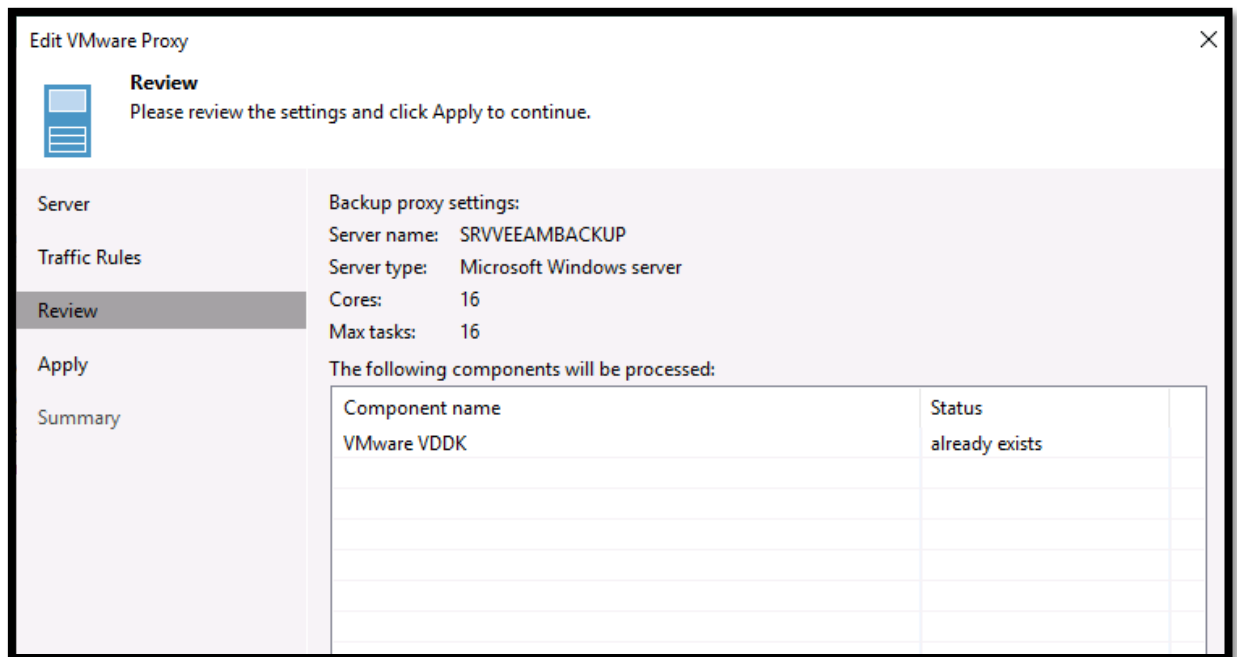 Edit VMware Proxy
Review
Please review the settings and click Apply to continue.
Server
Traffic Rules
Review
Apply
Summary
Backup proxy settings:
Server name: SRVVEEAMBACKUP
Server type: Microsoft Windows server
Cores: 16
Max tasks: 16
The following components will be processed:
Component name Status
VMware VDDK already exists